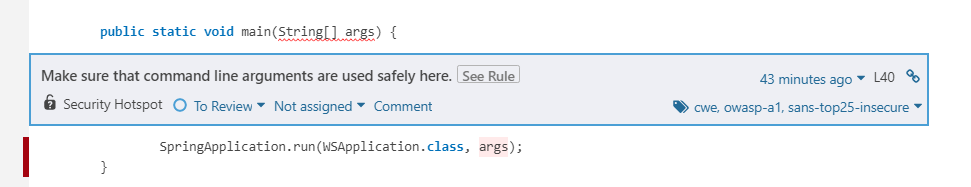 public static void main(String[] args) {
Make sure that command line arguments are used safely here. See Rule 43 minutes ago L40
Security Hotspot To Review Not assigned Comment cwe, owasp-a1, sans-top25-insecure
SpringApplication.run(WSApplication.class, args);
}